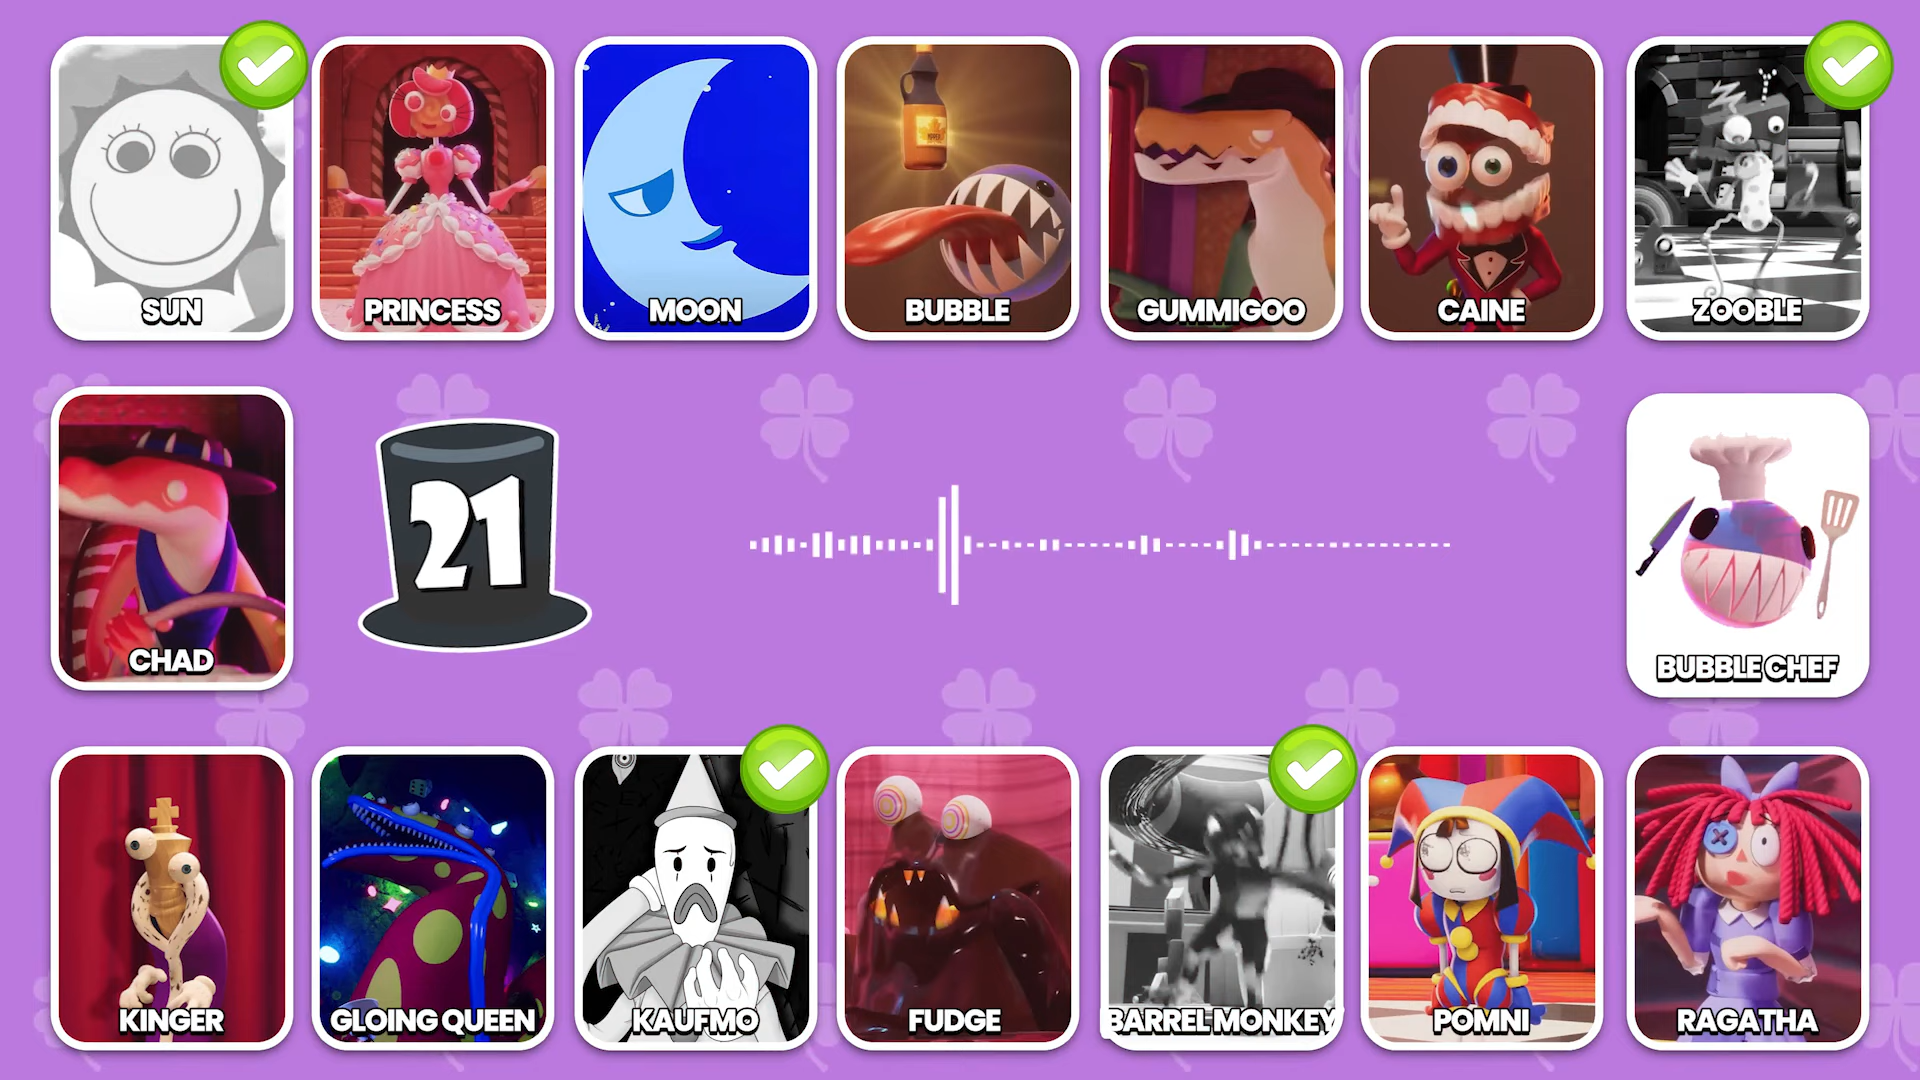 SUN
PRINCESS
MOON
BUBBLE
GUMMIGOO
CAINE
ZOOBLE
CHAD
21
BUBBLE CHEF
KINGER
GLOING QUEEN
KAUFMO
FUDGE
BARREL MONKEY
POMNI
RAGATHA